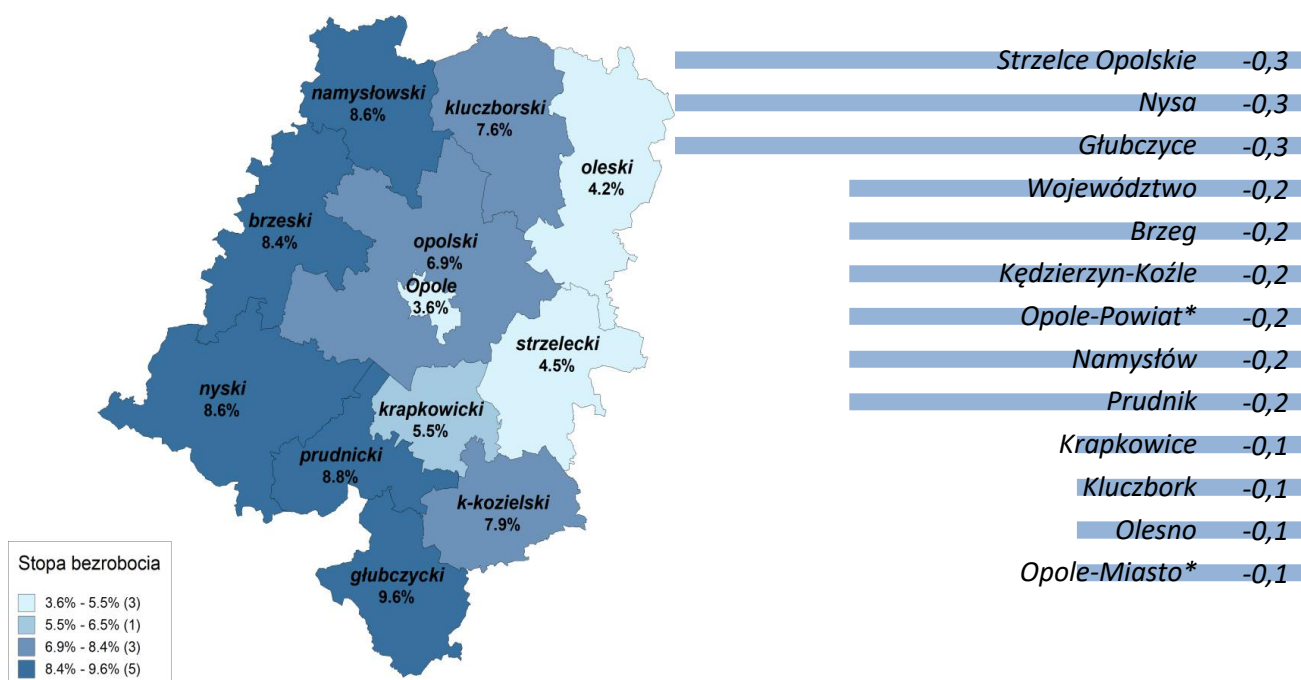 namysłowski
8.6%
kluczborski
7.6%
oleski
4.2%
brzeski
8.4%
opolski
6.9%
Opole
3.6%
strzelecki
4.5%
nyski
8.6%
krapkowicki
5.5%
prudnicki
8.8%
k-kozielski
7.9%
głubczycki
9.6%
Stopa bezrobocia
3.6% - 5.5% (3)
5.5% - 6.5% (1)
6.9% - 8.4% (3)
8.4% - 9.6% (5)
Strzelce Opolskie -0,3
Nysa -0,3
Głubczyce -0,3
Województwo -0,2
Brzeg -0,2
Kędzierzyn-Koźle -0,2
Opole-Powiat* -0,2
Namysłów -0,2
Prudnik -0,2
Krapkowice -0,1
Kluczbork -0,1
Olesno -0,1
Opole-Miasto* -0,1